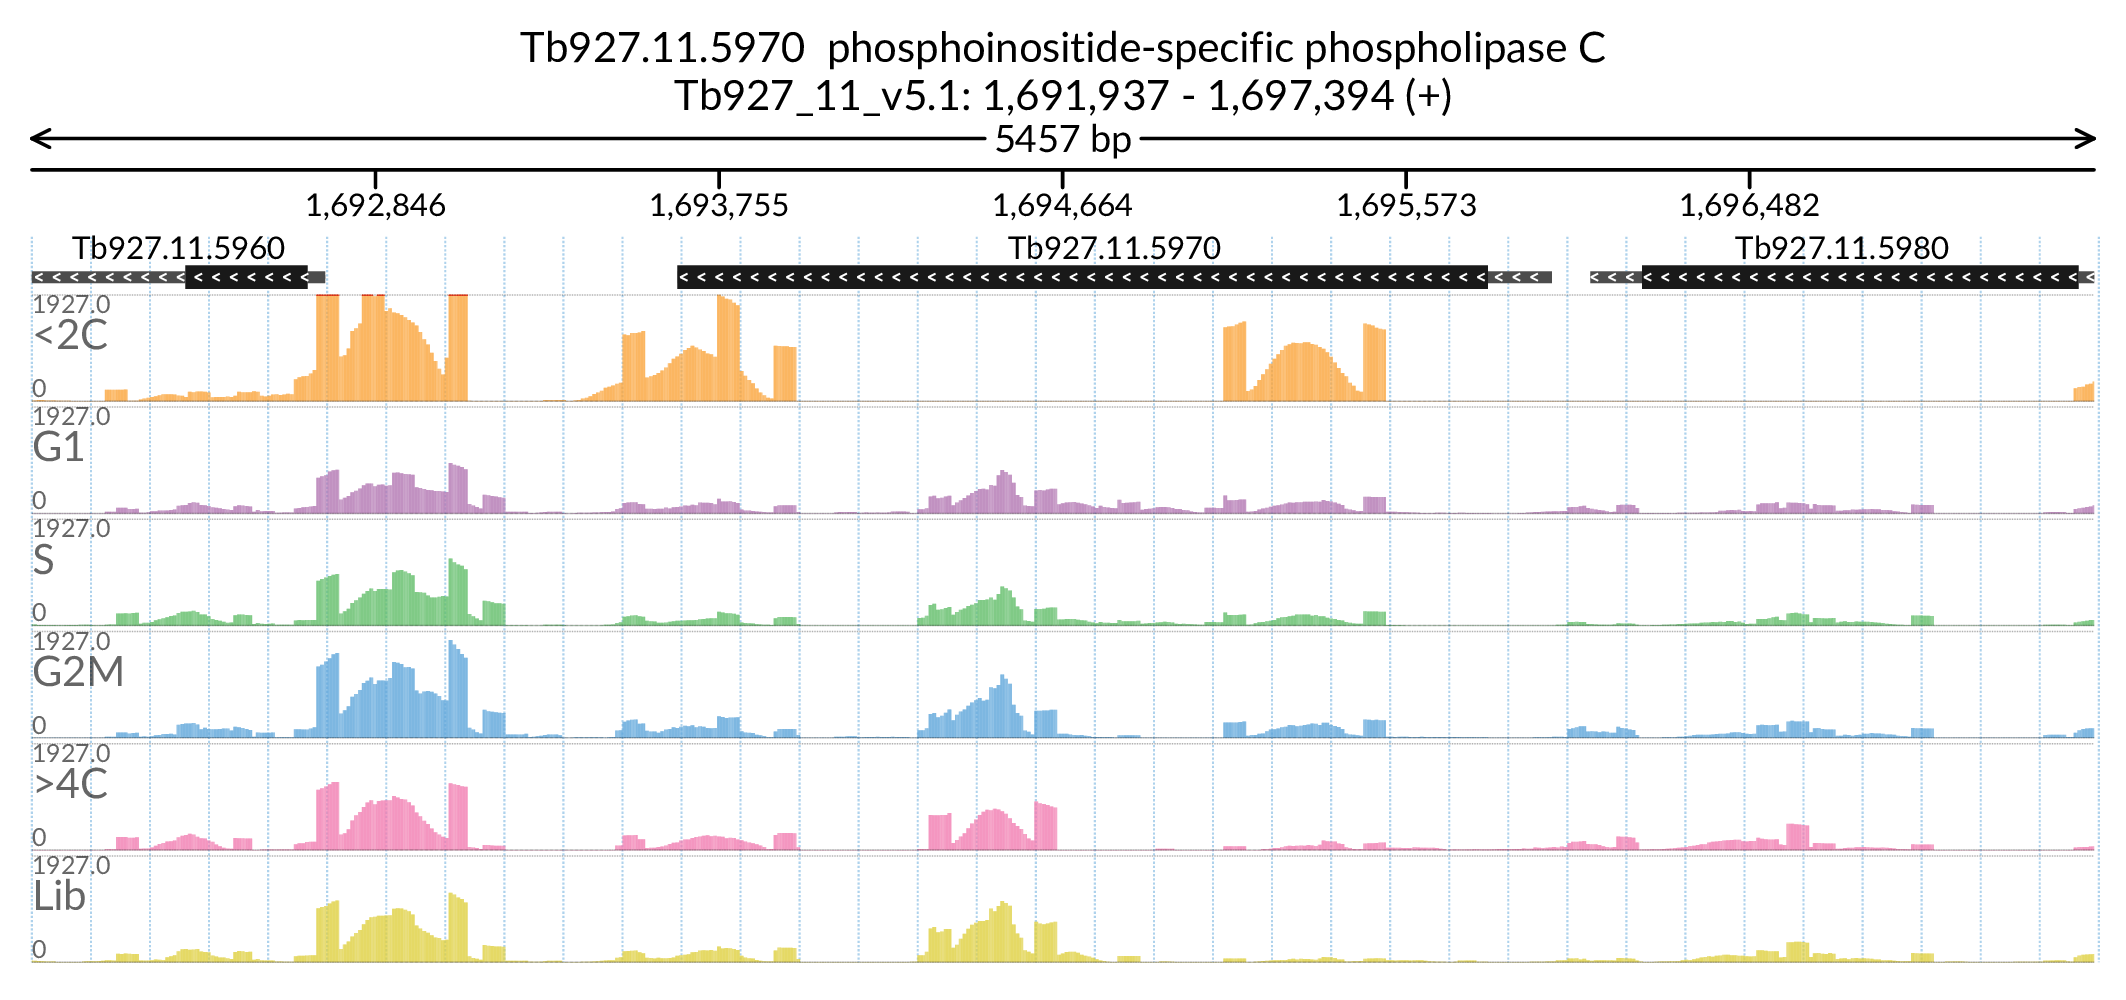 Tb927.11.5970  phosphoinositide-specific phospholipase C
Tb927_11_v5.1: 1,691,937 - 1,697,394 (+)
5457 bp
1,692,846 1,693,755 1,694,664 1,695,573 1,696,482
Tb927.11.5960 Tb927.11.5970 Tb927.11.5980
1927.0
<2C
0
1927.0
G1
0
1927.0
S
0
1927.0
G2M
0
1927.0
>4C
0
1927.0
Lib
0